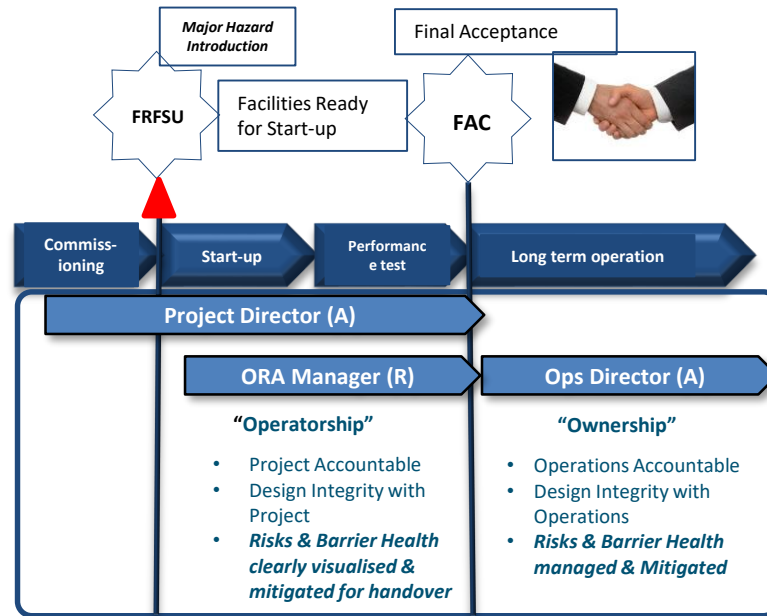 Major Hazard
Introduction
Final Acceptance
FRFSU
Facilities Ready
for Start-up
FAC
Commiss-
ioning
Start-up
Performanc
e test
Long term operation
Project Director (A)
ORA Manager (R)
Ops Director (A)
“Operatorship”
• Project Accountable
• Design Integrity with
Project
• Risks & Barrier Health
clearly visualised &
mitigated for handover
“Ownership”
• Operations Accountable
• Design Integrity with
Operations
• Risks & Barrier Health
managed & Mitigated